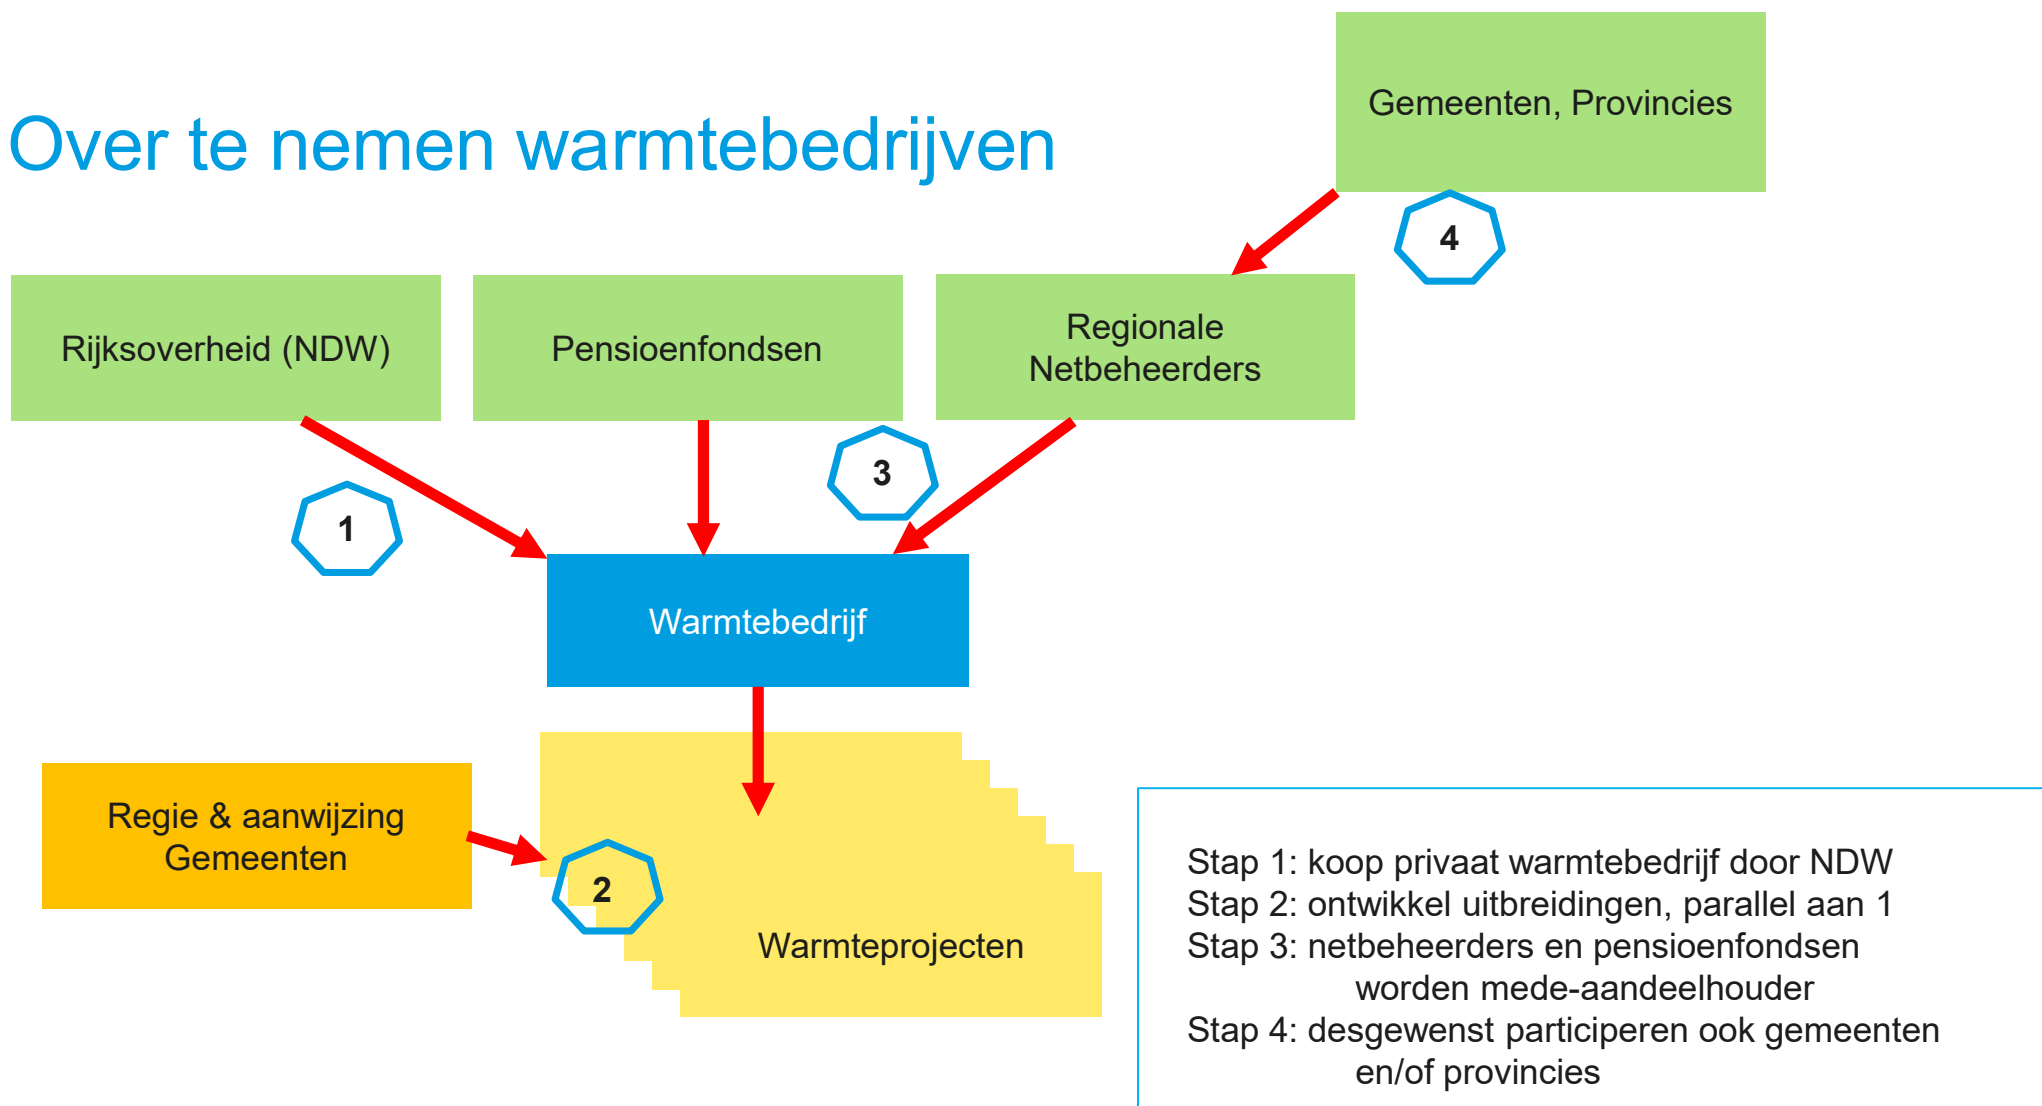 Gemeenten, Provincies
Over te nemen warmtebedrijven
4
Rijksoverheid (NDW)
Pensioenfondsen
Regionale
Netbeheerders
3
1
Warmtebedrijf
Regie & aanwijzing
Gemeenten
2
Warmteprojecten
Stap 1: koop privaat warmtebedrijf door NDW
Stap 2: ontwikkel uitbreidingen, parallel aan 1
Stap 3: netbeheerders en pensioenfondsen
worden mede-aandeelhouder
Stap 4: desgewenst participeren ook gemeenten
en/of provincies